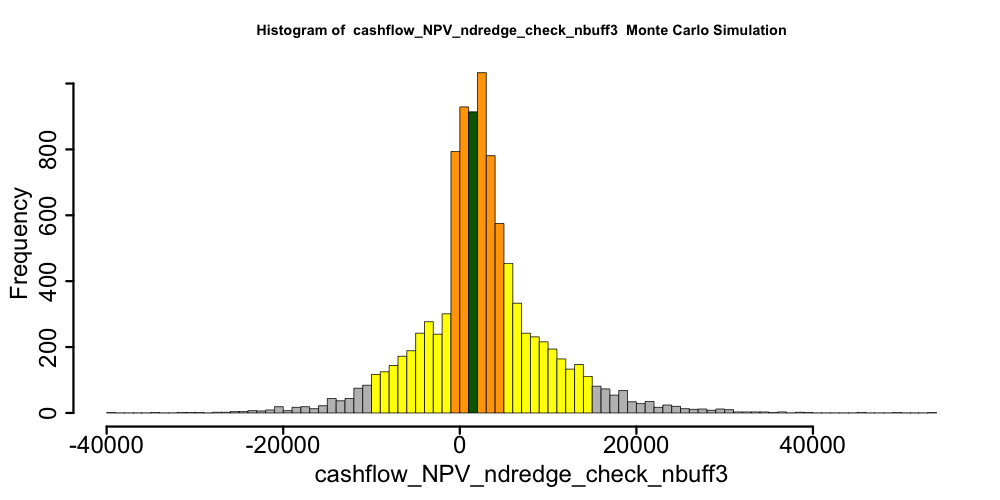 Histogram of  cashflow_NPV_ndredge_check_nbuff3  Monte Carlo Simulation
Frequency
800
600
400
200
0
-40000 -20000 0 20000 40000
cashflow_NPV_ndredge_check_nbuff3